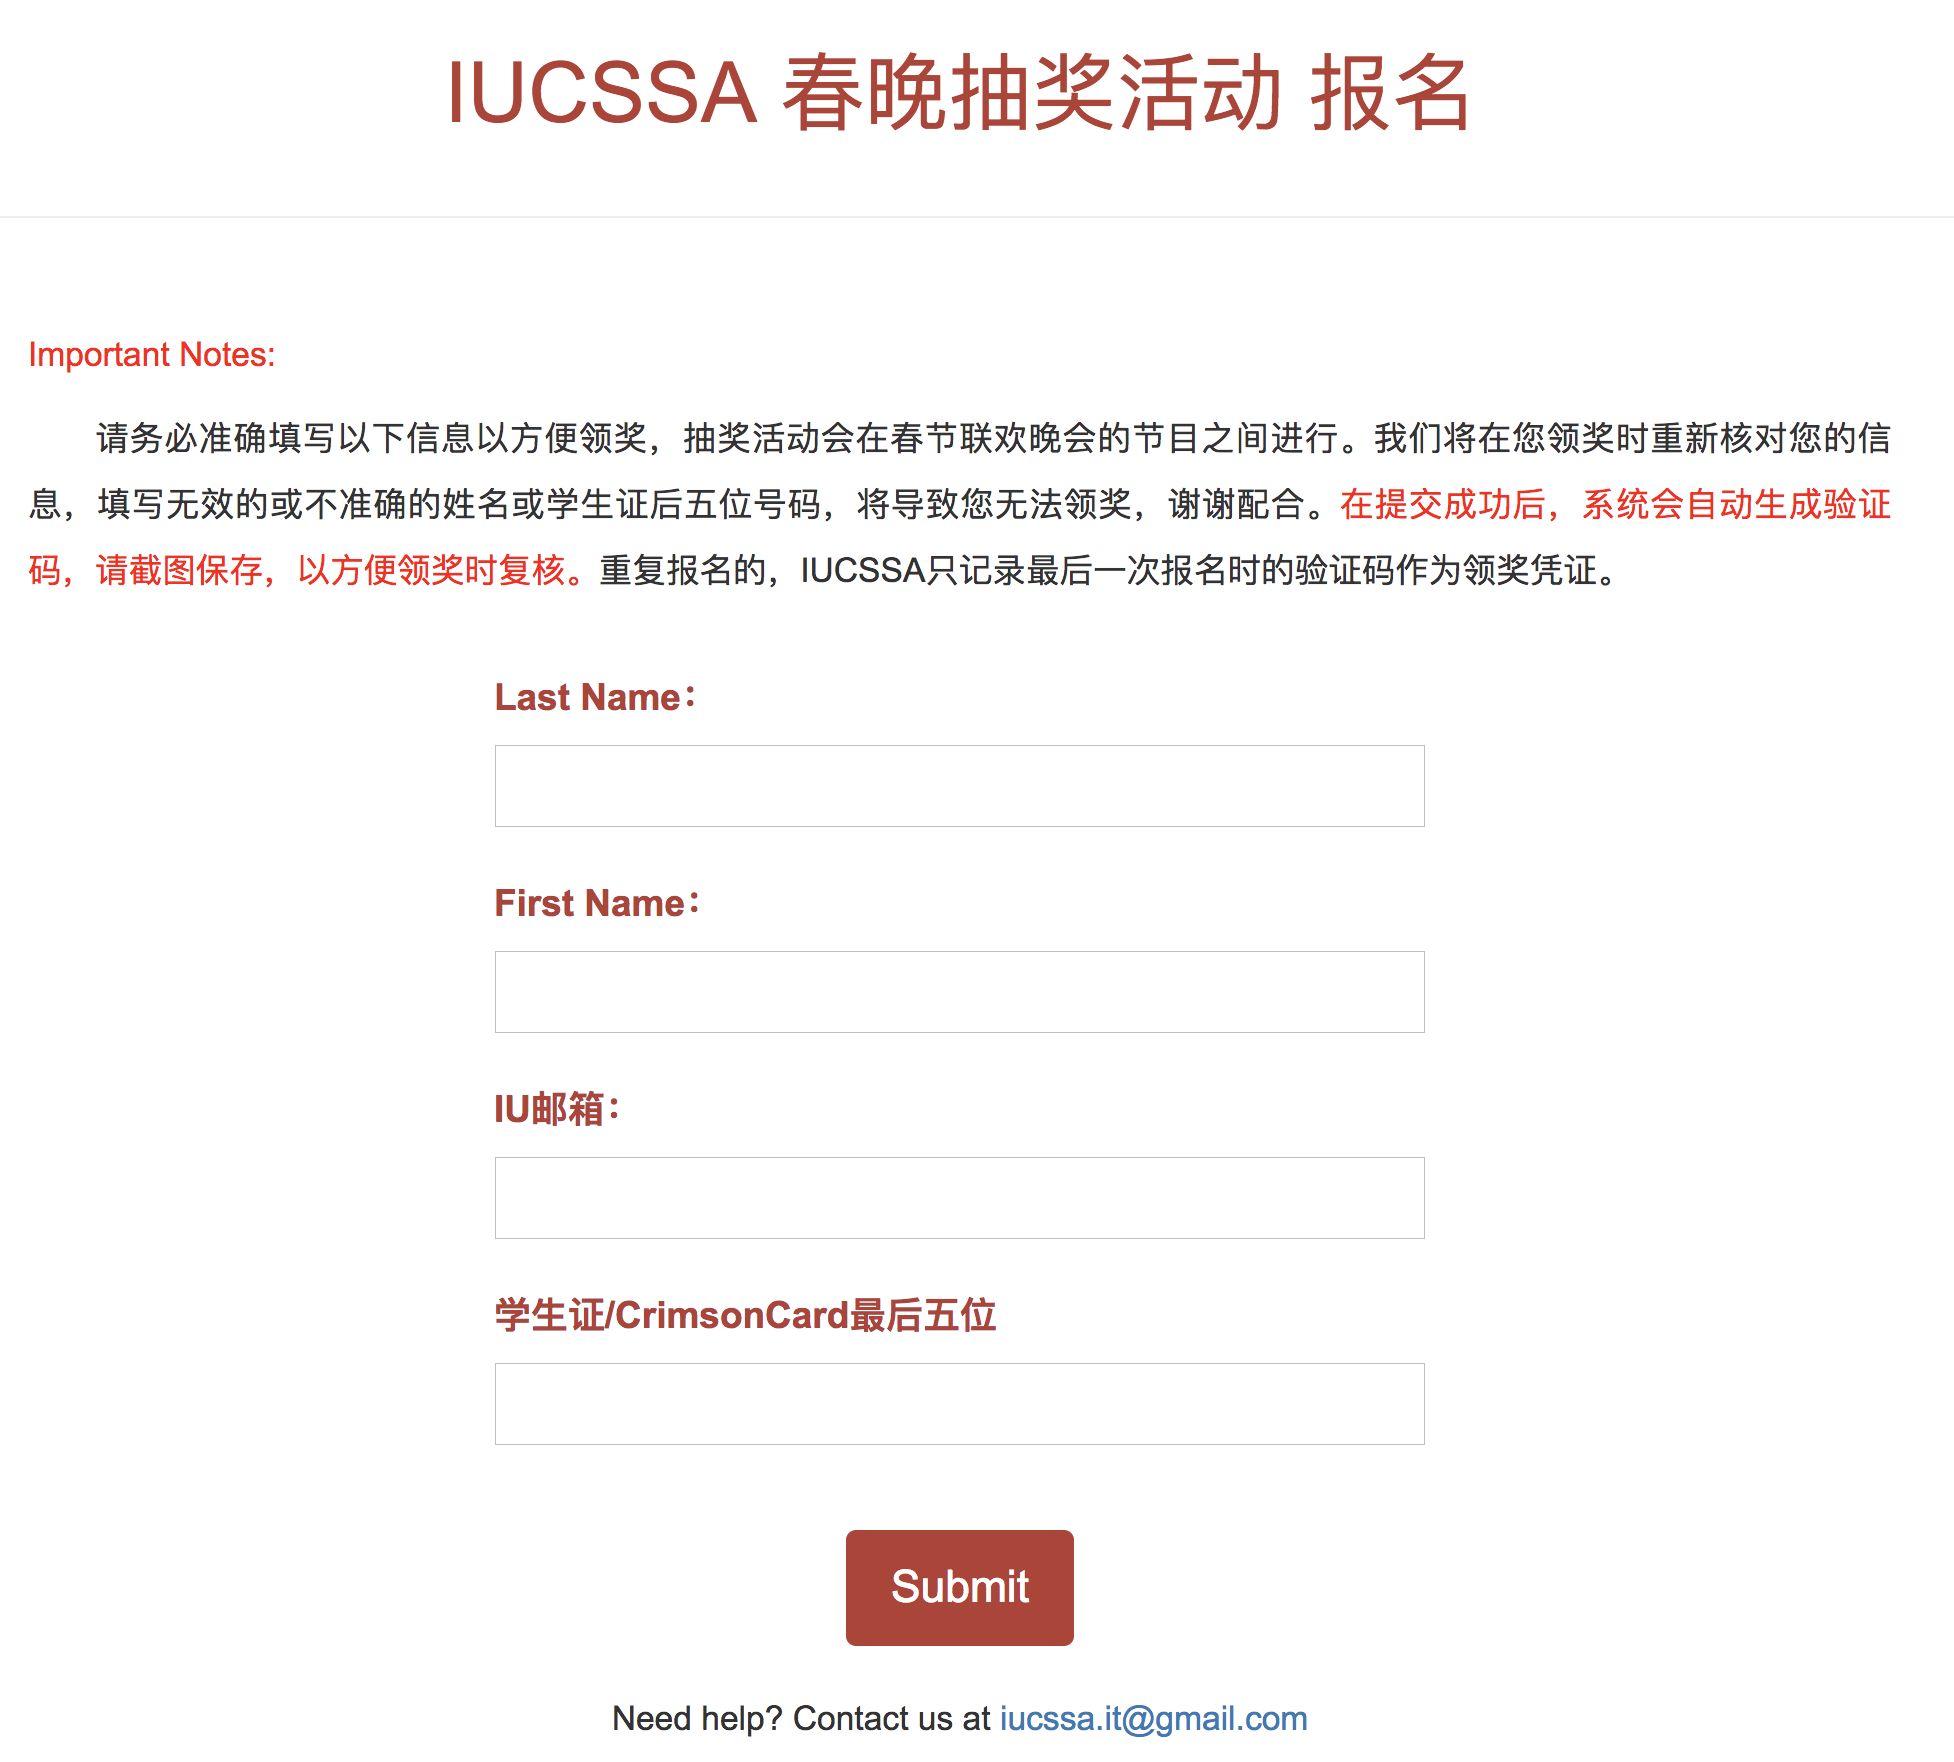 IUCSSA 春晚抽奖活动 报名
Important Notes:
请务必准确填写以下信息以方便领奖，抽奖活动会在春节联欢晚会的节目之间进行。我们将在您领奖时重新核对您的信
息，填写无效的或不准确的姓名或学生证后五位号码，将导致您无法领奖，谢谢配合。在提交成功后，系统会自动生成验证
码，请截图保存，以方便领奖时复核。重复报名的，IUCSSA只记录最后一次报名时的验证码作为领奖凭证。
Last Name：
First Name：
IU邮箱：
学生证/CrimsonCard最后五位
Submit
Need help? Contact us at iucssa.it@gmail.com